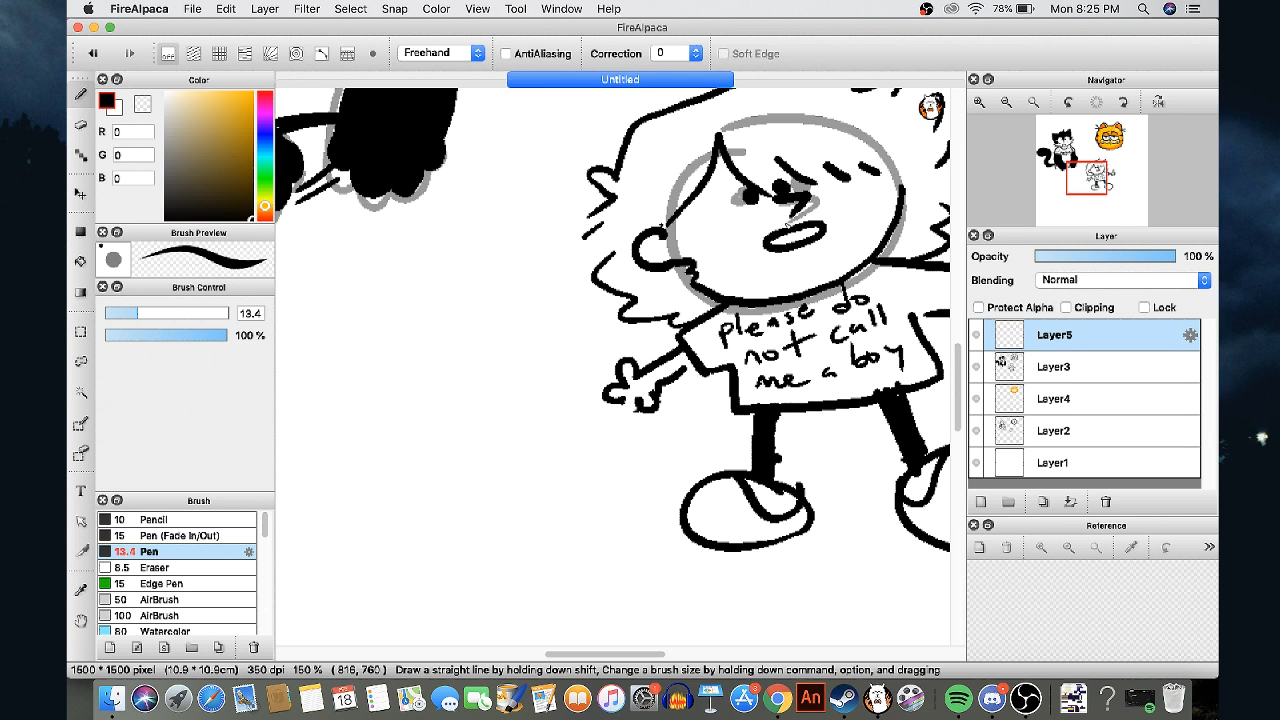 FireAlpaca File Edit Layer Filter Select Snap Color View Tool Window Help 78% Mon 8:25 PM
FireAlpaca
OFF Freehand AntiAliasing Correction 0 Soft Edge
Untitled
Color
R 0
G 0
B 0
Brush Preview
Brush Control
13.4
100 %
Brush
10 Pencil
15 Pen (Fade In/Out)
13.4 Pen
8.5 Eraser
15 Edge Pen
50 AirBrush
100 AirBrush
80 Watercolor
please do
not call
me a boy
Navigator
Layer
Opacity 100 %
Blending Normal
Protect Alpha Clipping Lock
Layer5
Layer3
Layer4
Layer2
Layer1
Reference
T
1500 * 1500 pixel (10.9 * 10.9cm) 350 dpi 150 % ( 816, 760 ) Draw a straight line by holding down shift, Change a brush size by holding down command, option, and dragging
18 An